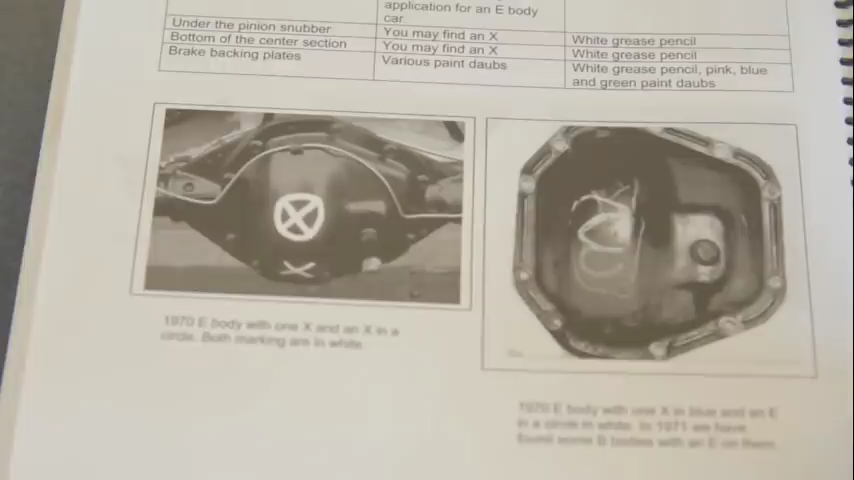 application for an E body
car.
Under the pinion snubber You may find an X White grease pencil
Bottom of the center section You may find an X White grease pencil
Brake backing plates Various paint daubs White grease pencil, pink, blue
and green paint daubs
X
X
1970 E body with one X and an X in a
circle. Both marking are in white.
1970 E body with one X in blue and an E
in a circle in white. In 1971 we have
found some B bodies with an E on them.